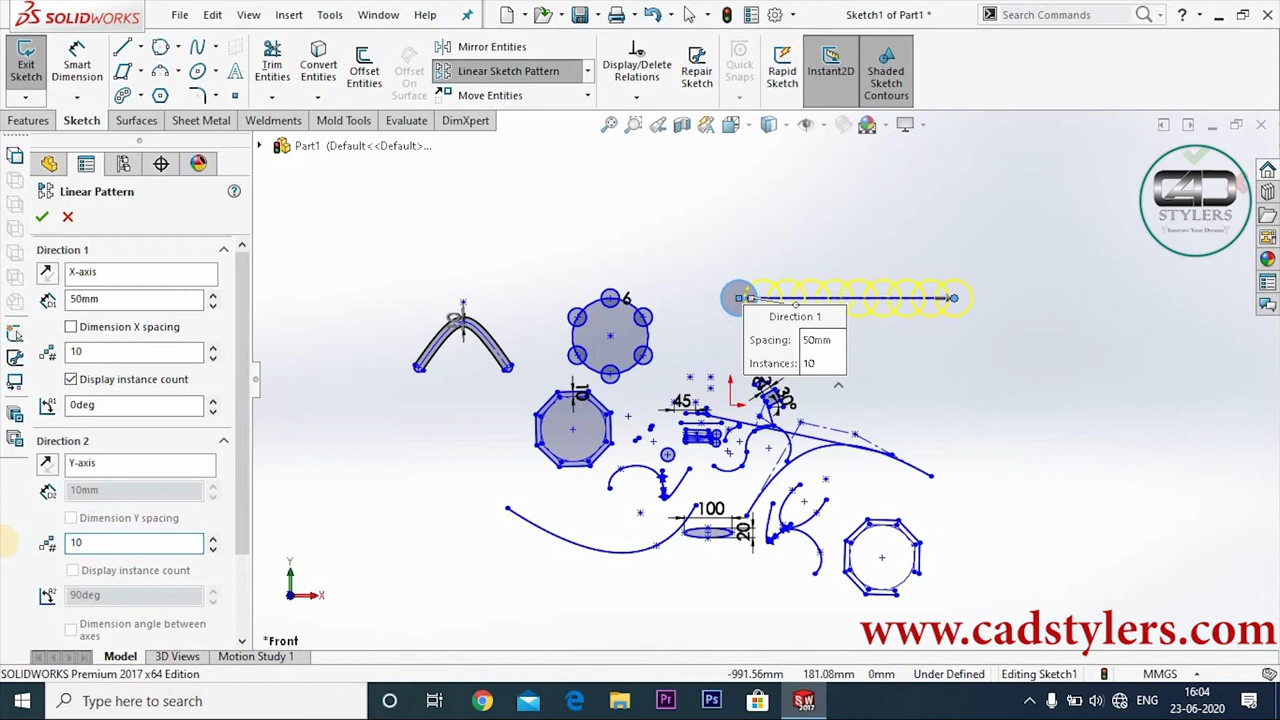 SOLIDWORKS
File Edit View Insert Tools Window Help
Sketch1 of Part1 *
Search Commands
Exit Sketch
Smart Dimension
Trim Entities
Convert Entities
Offset Entities
Offset On Surface
Mirror Entities
Linear Sketch Pattern
Move Entities
Display/Delete Relations
Repair Sketch
Quick Snaps
Rapid Sketch
Instant2D
Shaded Sketch Contours
Features Sketch Surfaces Sheet Metal Weldments Mold Tools Evaluate DimXpert
Part1 (Default<<Default>...
Linear Pattern
Direction 1
X-axis
50mm
Dimension X spacing
10
Display instance count
0deg
Direction 2
Y-axis
10mm
Dimension Y spacing
10
Display instance count
90deg
Dimension angle between axes
CAD
STYLERS
Innovate Your Dreams
6
Direction 1
Spacing: 50mm
Instances: 10
10
45
30°
100
20
Y
X
*Front
www.cadstylers.com
Model 3D Views Motion Study 1
SOLIDWORKS Premium 2017 x64 Edition
-991.56mm 181.08mm 0mm Under Defined Editing Sketch1 MMGS
Type here to search
ENG
16:04
23-06-2020